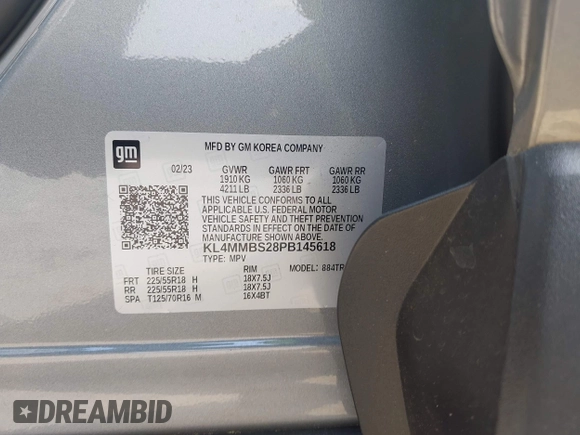 gm
MFD BY GM KOREA COMPANY
02/23 GVWR GAWR FRT GAWR RR
1910 KG 1060 KG 1060 KG
4211 LB 2336 LB 2336 LB
THIS VEHICLE CONFORMS TO ALL
APPLICABLE U.S. FEDERAL MOTOR
VEHICLE SAFETY AND THEFT PREVENTION
STANDARDS IN EFFECT ON THE DATE OF
MANUFACTURE SHOWN ABOVE.
KL4MMBS28PB145618
TYPE: MPV
TIRE SIZE RIM MODEL: 884TR
FRT 225/55R18 H 18X7.5J
RR 225/55R18 H 18X7.5J
SPA T125/70R16 M 16X4BT
DREAMBID